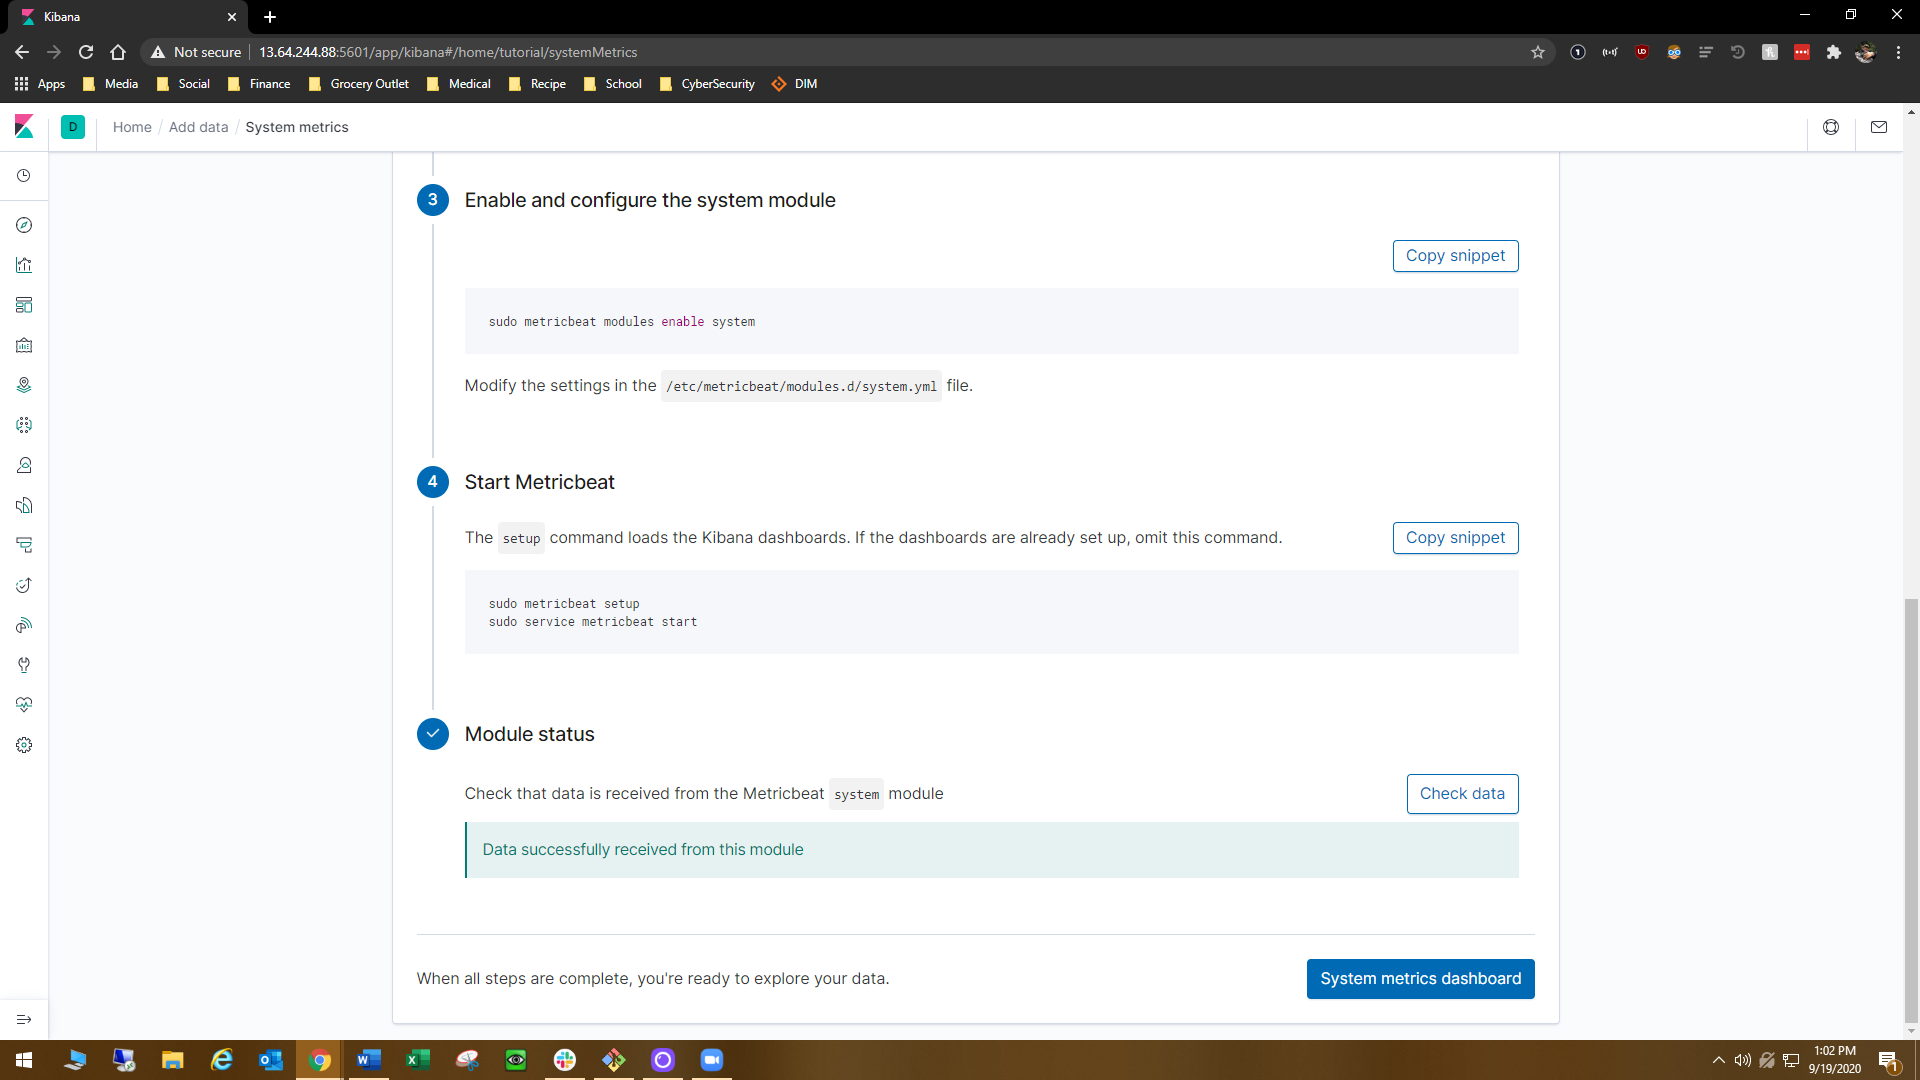 Kibana
Not secure
13.64.244.88:5601/app/kibana#/home/tutorial/systemMetrics
Apps
Media
Social
Finance
Grocery Outlet
Medical
Recipe
School
CyberSecurity
DIM
D
Home / Add data / System metrics
3
Enable and configure the system module
Copy snippet
sudo metricbeat modules enable system
Modify the settings in the /etc/metricbeat/modules.d/system.yml file.
4
Start Metricbeat
The setup command loads the Kibana dashboards. If the dashboards are already set up, omit this command.
Copy snippet
sudo metricbeat setup
sudo service metricbeat start
Module status
Check that data is received from the Metricbeat system module
Check data
Data successfully received from this module
When all steps are complete, you're ready to explore your data.
System metrics dashboard
1:02 PM
9/19/2020
1